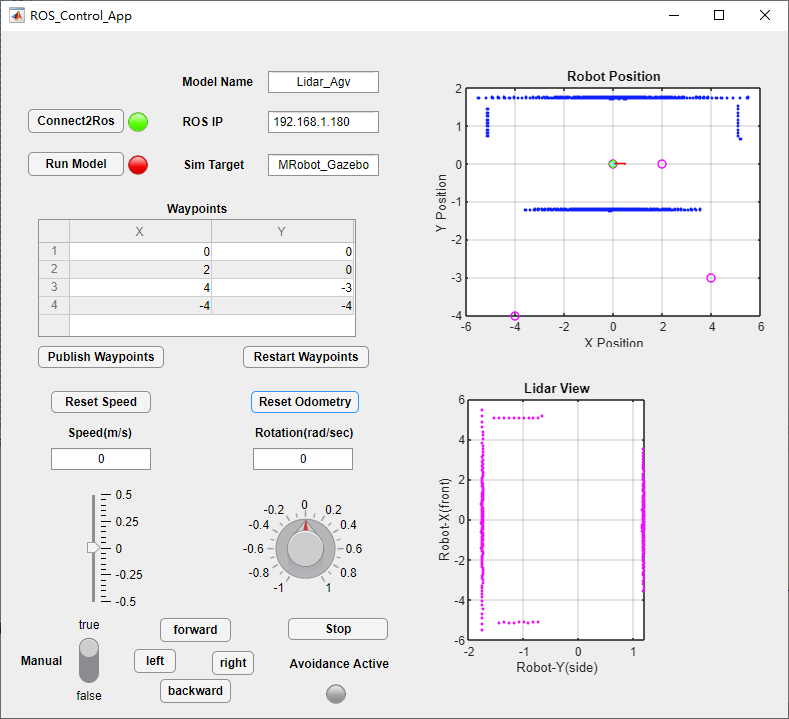 ROS_Control_App
Model Name Lidar_Agv
Connect2Ros ROS IP 192.168.1.180
Run Model Sim Target MRobot_Gazebo
Waypoints
X Y
1 0 0
2 2 0
3 4 -3
4 -4 -4
Publish Waypoints Restart Waypoints
Reset Speed Reset Odometry
Speed(m/s) Rotation(rad/sec)
0 0
0.5
0.25
0
-0.25
-0.5
0
-0.2 0.2
-0.4 0.4
-0.6 0.6
-0.8 0.8
-1 1
true
Manual
false
forward
left right
backward
Stop
Avoidance Active
Robot Position
2
1
0
-1
-2
-3
-4
Y Position
-6 -4 -2 0 2 4 6
X Position
Lidar View
6
4
2
0
-2
-4
-6
Robot-X(front)
-2 -1 0 1
Robot-Y(side)